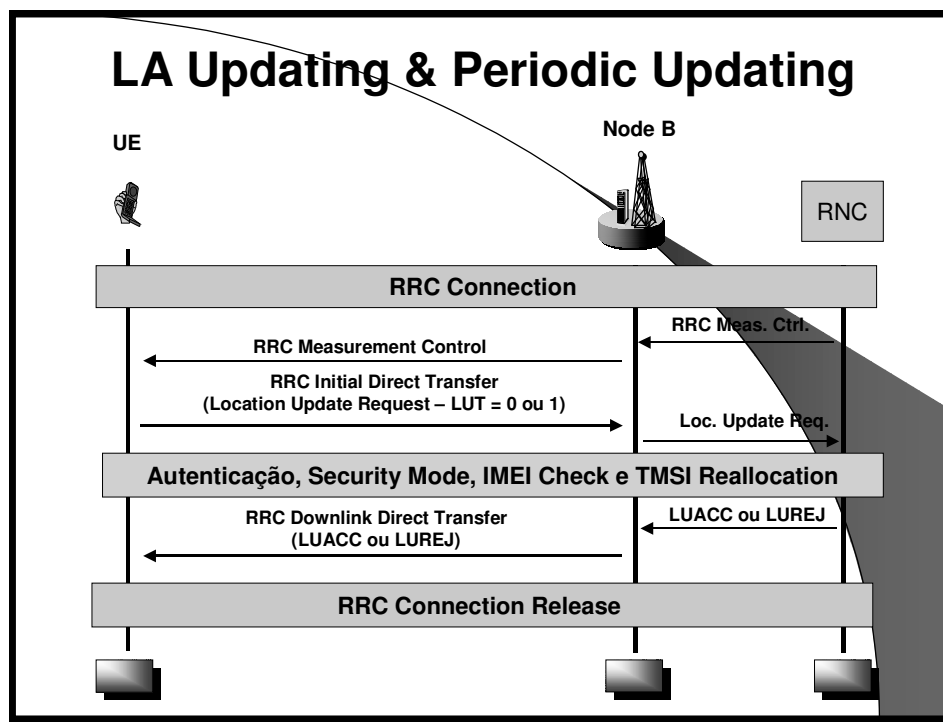 LA Updating & Periodic Updating
UE
Node B
RNC
RRC Connection
RRC Meas. Ctrl.
RRC Measurement Control
RRC Initial Direct Transfer
(Location Update Request – LUT = 0 ou 1)
Loc. Update Req.
Autenticação, Security Mode, IMEI Check e TMSI Reallocation
LUACC ou LUREJ
RRC Downlink Direct Transfer
(LUACC ou LUREJ)
RRC Connection Release